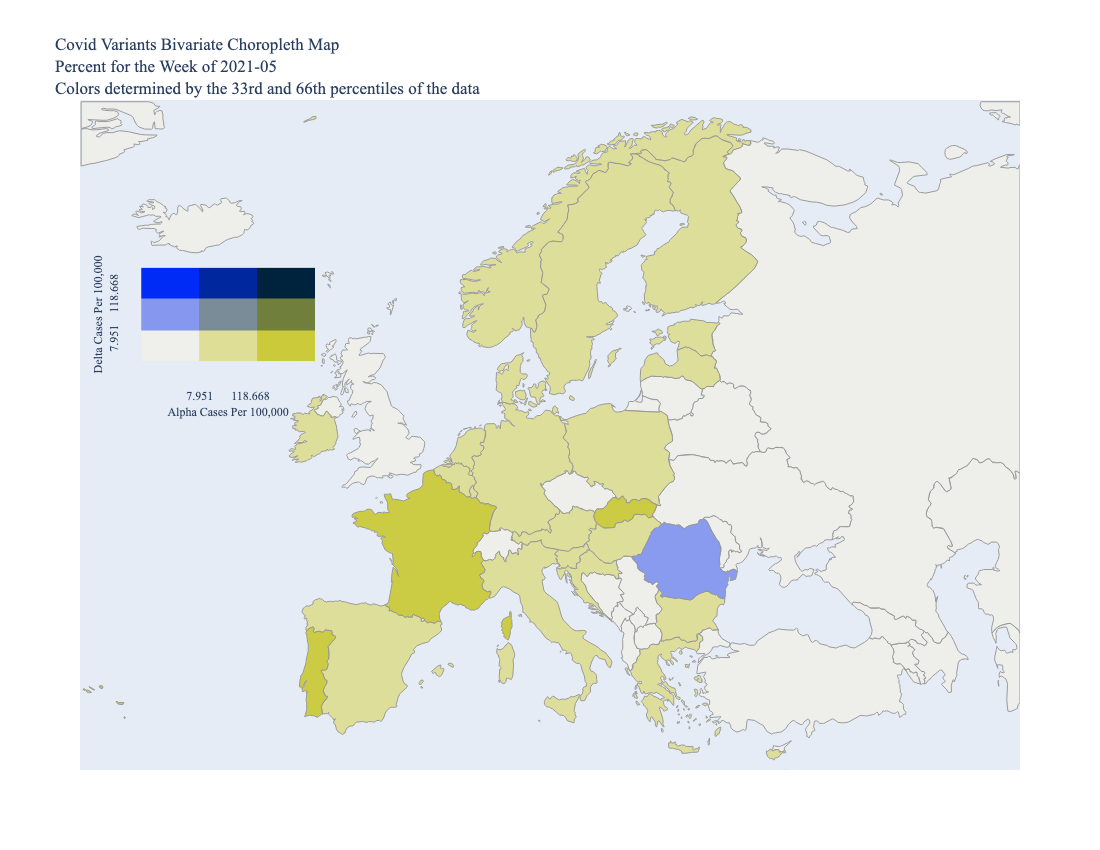 Covid Variants Bivariate Choropleth Map
Percent for the Week of 2021-05
Colors determined by the 33rd and 66th percentiles of the data
Delta Cases Per 100,000
7.951 118.668
7.951 118.668
Alpha Cases Per 100,000